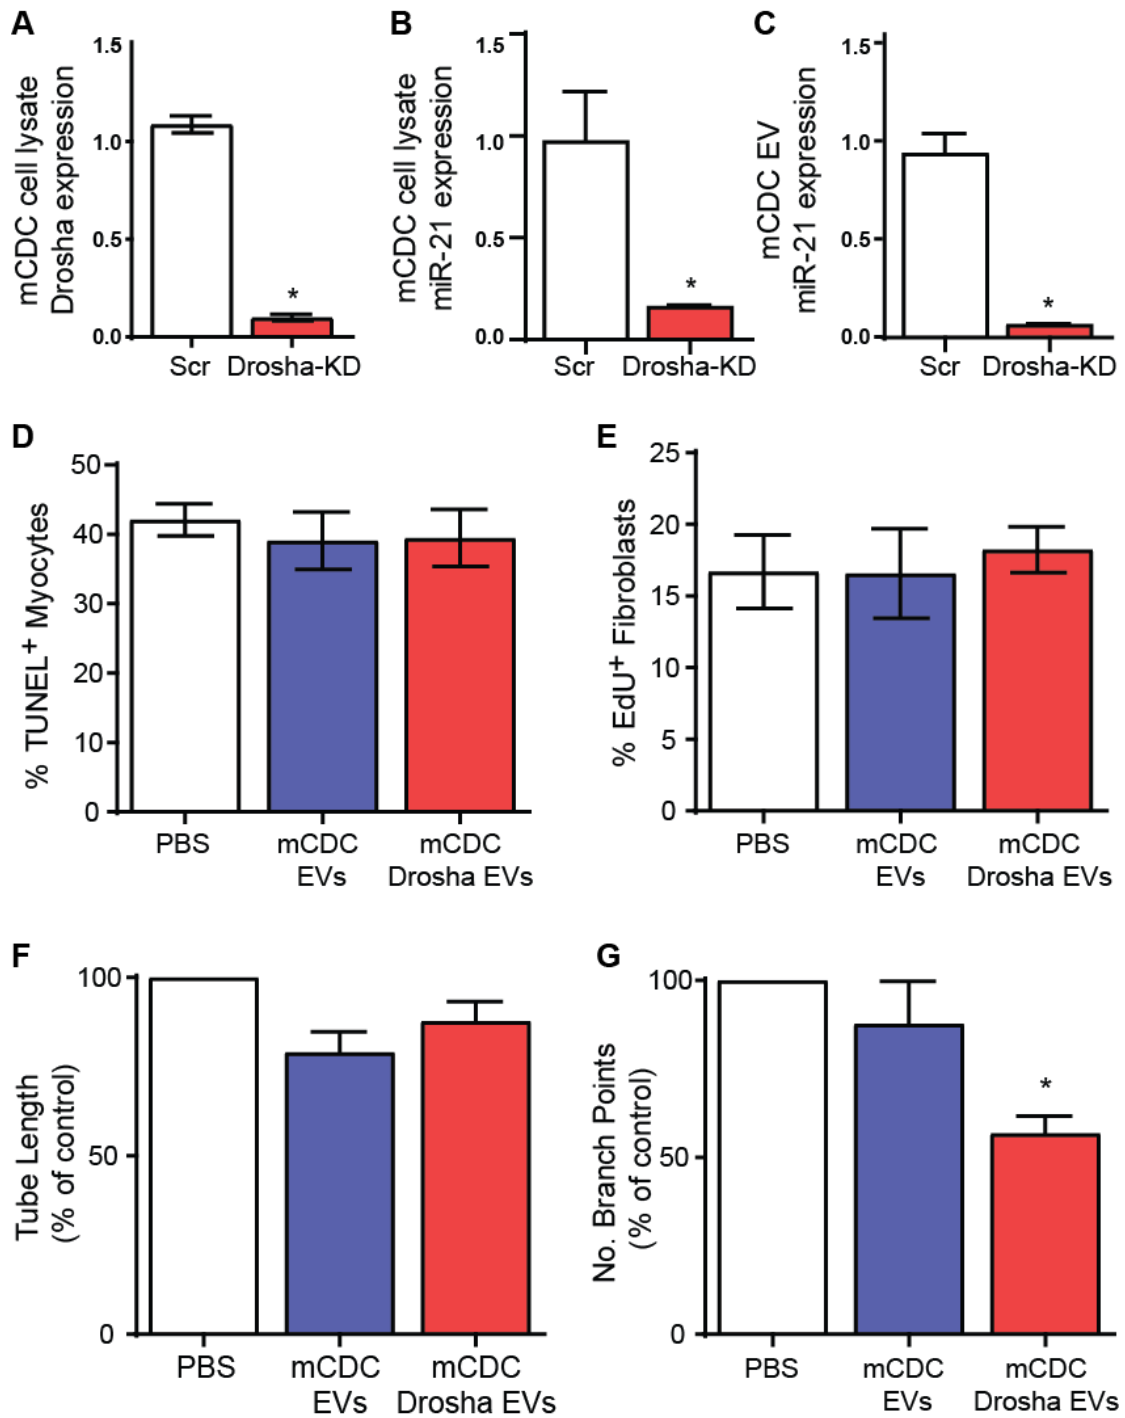 A
mCDC cell lysate
Drosha expression
1.5
1.0
0.5
0.0
*
Scr
Drosha-KD
B
mCDC cell lysate
miR-21 expression
1.5
1.0
0.5
0.0
*
Scr
Drosha-KD
C
mCDC EV
miR-21 expression
1.5
1.0
0.5
0.0
*
Scr
Drosha-KD
D
% TUNEL+ Myocytes
50
40
30
20
10
0
PBS
mCDC
EVs
mCDC
Drosha EVs
E
% EdU+ Fibroblasts
25
20
15
10
5
0
PBS
mCDC
EVs
mCDC
Drosha EVs
F
Tube Length
(% of control)
100
50
0
PBS
mCDC
EVs
mCDC
Drosha EVs
G
No. Branch Points
(% of control)
100
50
0
*
PBS
mCDC
EVs
mCDC
Drosha EVs